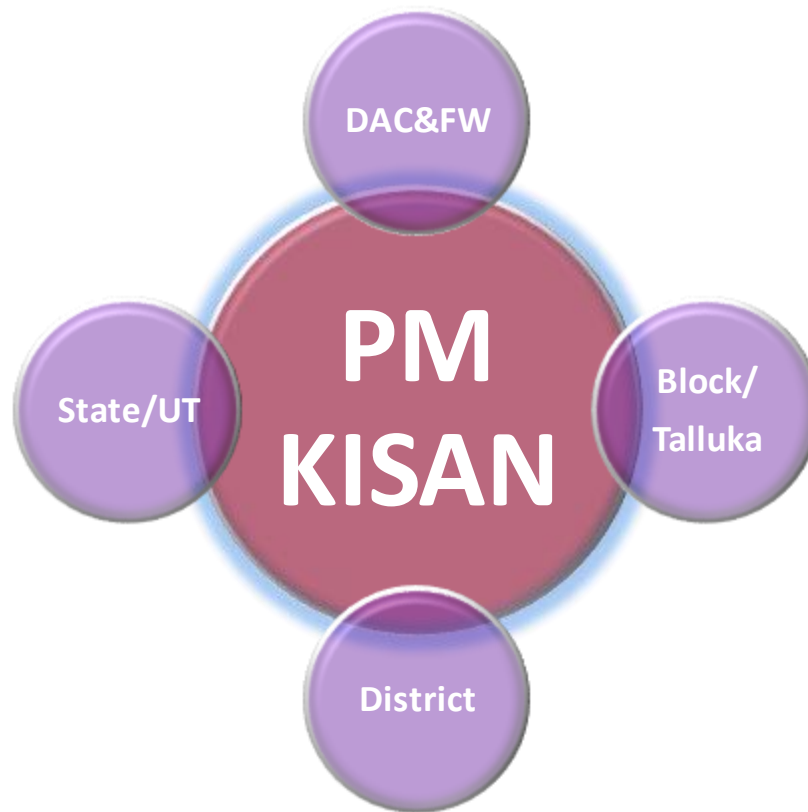 DAC&FW
PM
KISAN
State/UT
Block/
Talluka
District